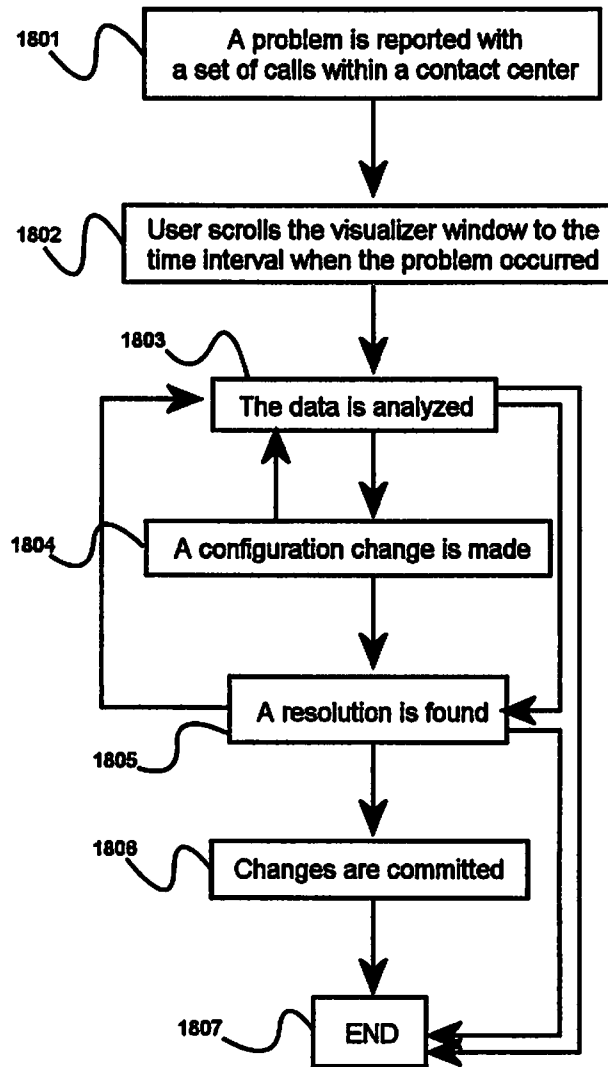 1801
A problem is reported with
a set of calls within a contact center
1802
User scrolls the visualizer window to the
time interval when the problem occurred
1803
The data is analyzed
1804
A configuration change is made
A resolution is found
1805
1806
Changes are committed
1807
END